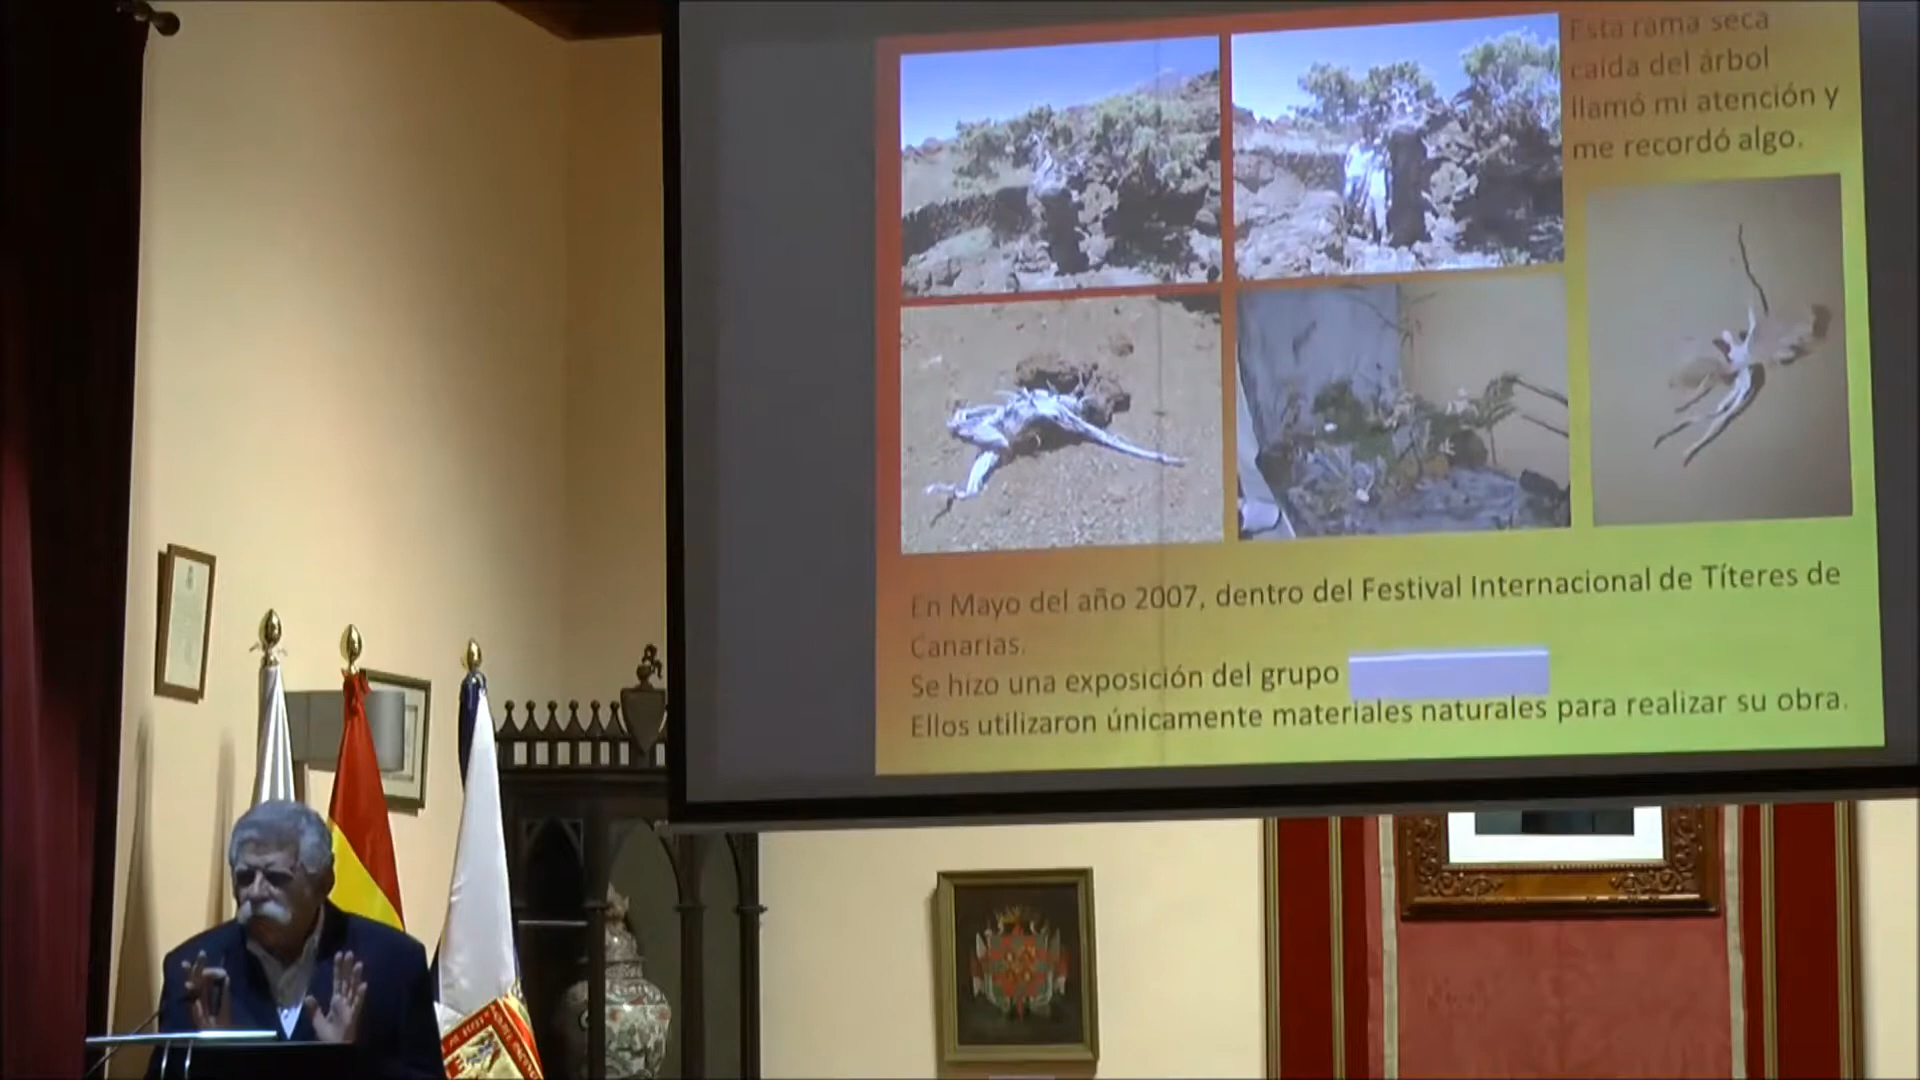 Esta rama seca
caida del árbol
llamó mi atención y
me recordó algo.
En Mayo del año 2007, dentro del Festival Internacional de Títeres de
Canarias.
Se hizo una exposición del grupo
Ellos utilizaron únicamente materiales naturales para realizar su obra.